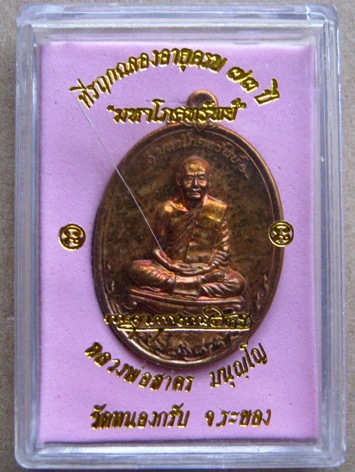 ที่ระฦกฉลองอายุครบ ๗๓ ปี
"มหาโภคทรัพย์"
หลวงพ่อสาคร มนุญฺโญ
วัดหนองกรับ จ.ระยอง